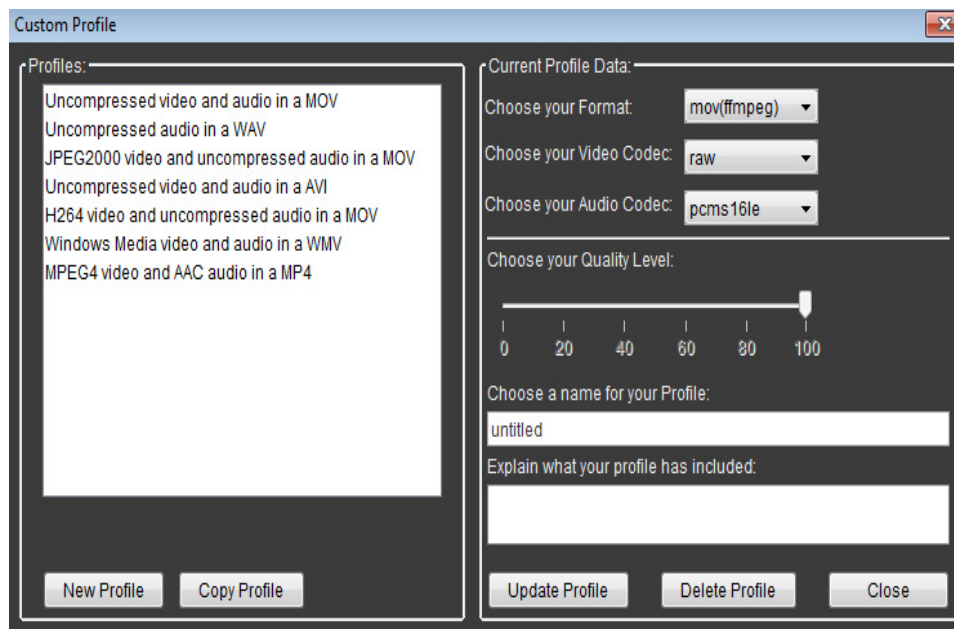 Custom Profile
Profiles:
Uncompressed video and audio in a MOV
Uncompressed audio in a WAV
JPEG2000 video and uncompressed audio in a MOV
Uncompressed video and audio in a AVI
H264 video and uncompressed audio in a MOV
Windows Media video and audio in a WMV
MPEG4 video and AAC audio in a MP4
New Profile
Copy Profile
Current Profile Data:
Choose your Format:
mov(ffmpeg)
Choose your Video Codec:
raw
Choose your Audio Codec:
pcms16le
Choose your Quality Level:
0 20 40 60 80 100
Choose a name for your Profile:
untitled
Explain what your profile has included:
Update Profile
Delete Profile
Close